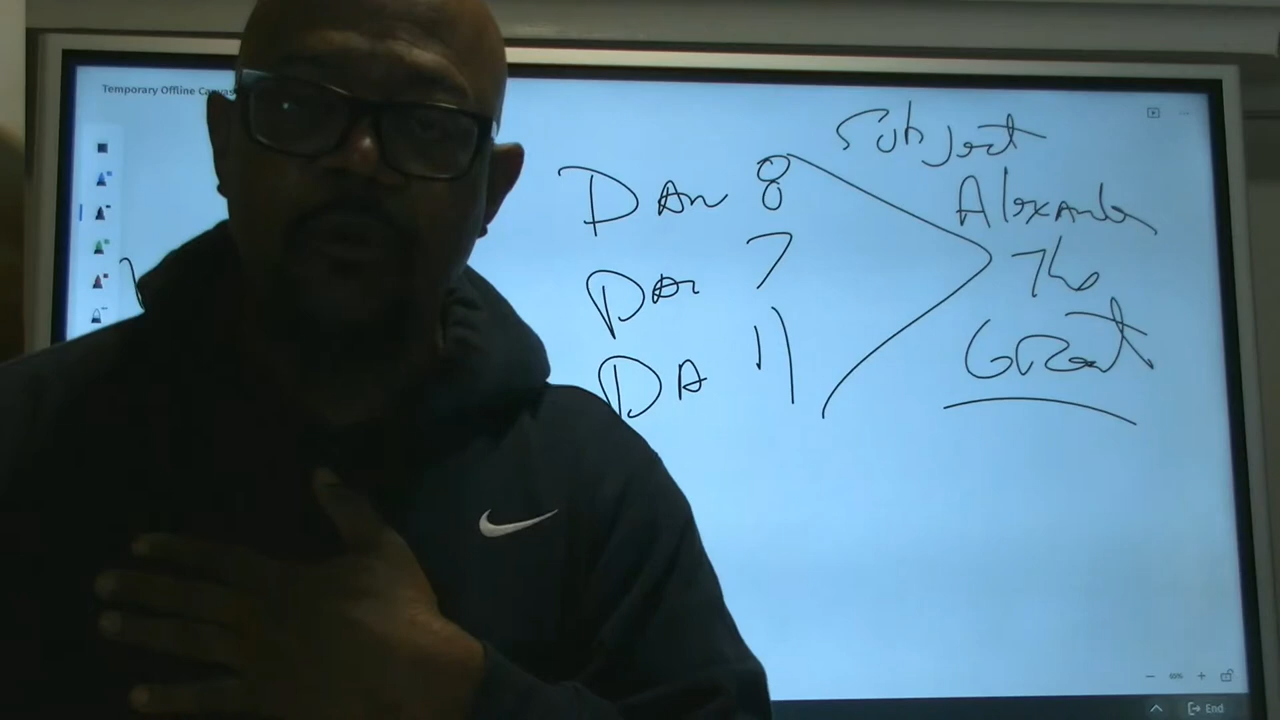 Temporary Offline Canvas
Subject
Alexander
The
Great
Dan 8
Dan 7
Da 11
End